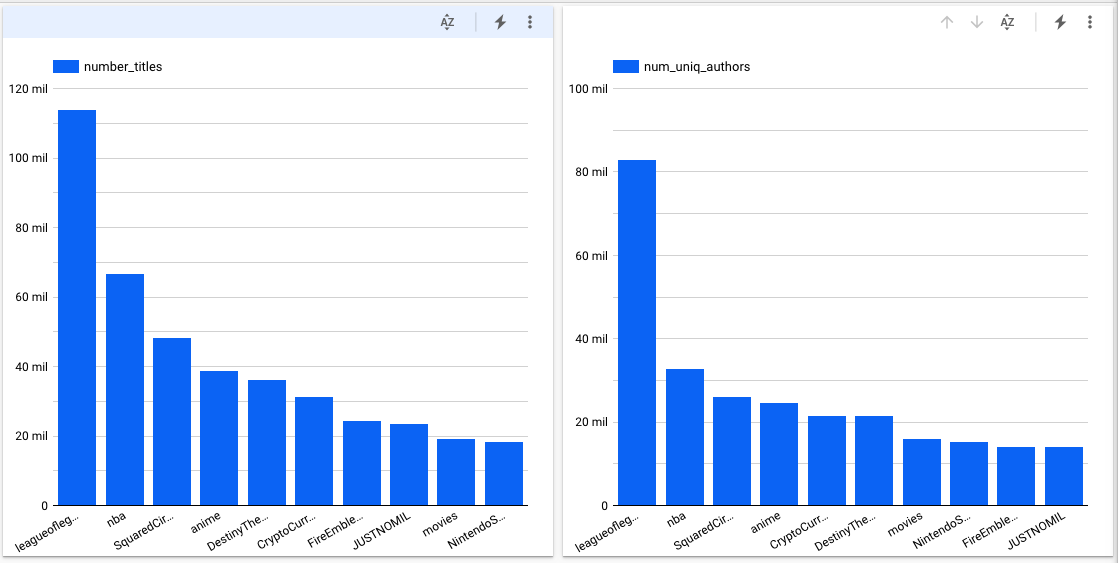 AZ
number_titles
120 mil
100 mil
80 mil
60 mil
40 mil
20 mil
0
leagueofleg...
nba
SquaredCir...
anime
DestinyThe...
CryptoCurr...
FireEmble...
JUSTNOMIL
movies
NintendoS...
AZ
num_uniq_authors
100 mil
80 mil
60 mil
40 mil
20 mil
0
leagueofleg...
nba
SquaredCir...
anime
CryptoCurr...
DestinyThe...
movies
NintendoS...
FireEmble...
JUSTNOMIL